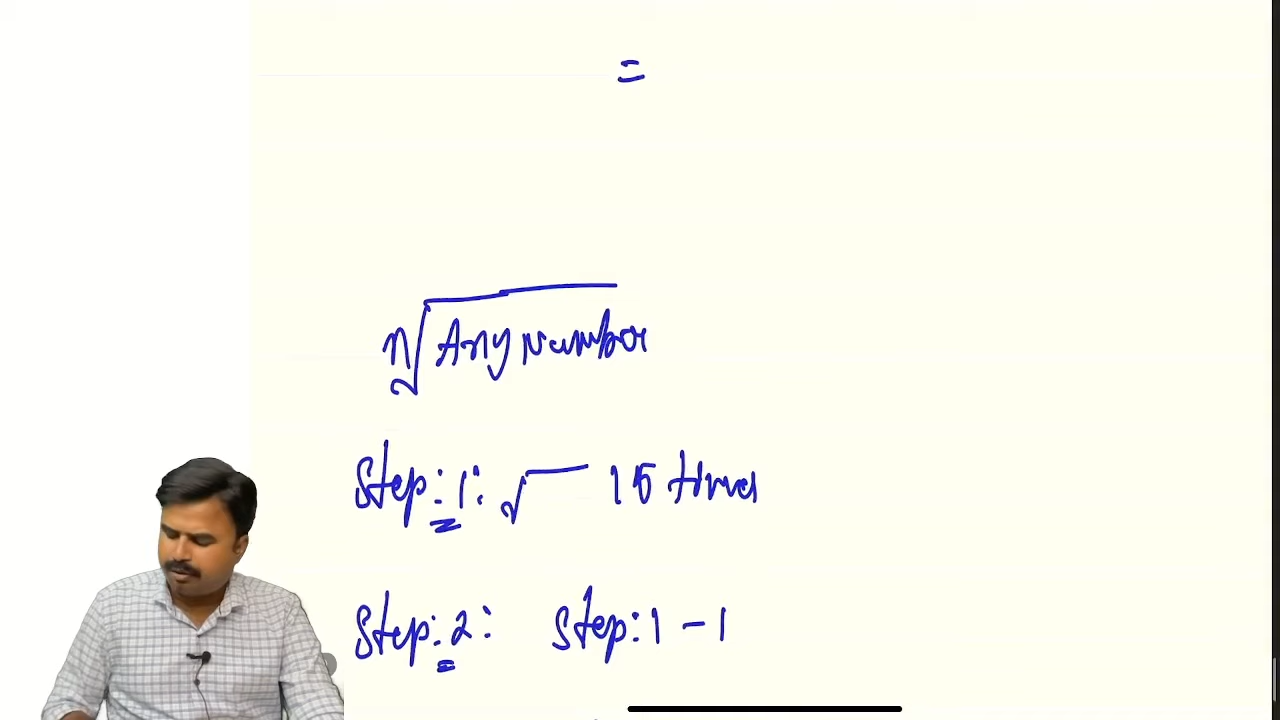 =
n√Any number
Step:1: √ 15 times
Step:2: Step:1 - 1